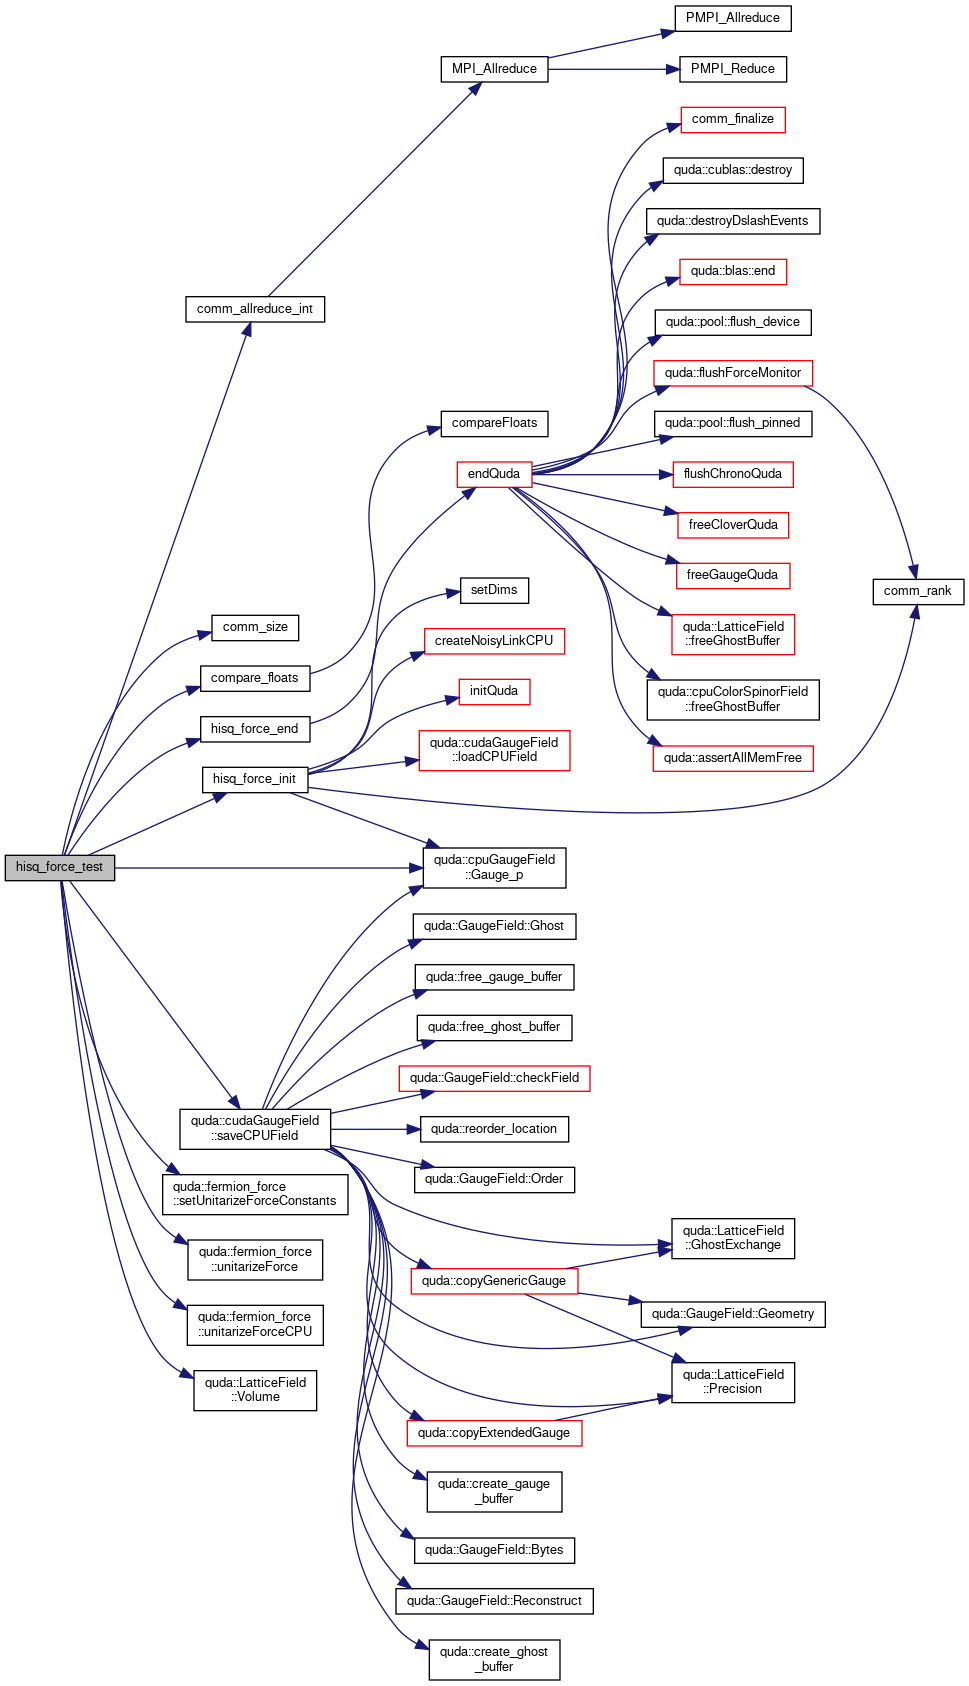 PMPI_Allreduce
MPI_Allreduce
PMPI_Reduce
comm_finalize
quda::cublas::destroy
quda::destroyDslashEvents
quda::blas::end
comm_allreduce_int
quda::pool::flush_device
quda::flushForceMonitor
compareFloats
quda::pool::flush_pinned
endQuda
flushChronoQuda
freeCloverQuda
freeGaugeQuda
setDims
comm_rank
comm_size
quda::LatticeField
::freeGhostBuffer
createNoisyLinkCPU
compare_floats
initQuda
quda::cpuColorSpinorField
::freeGhostBuffer
hisq_force_end
quda::cudaGaugeField
::loadCPUField
quda::assertAllMemFree
hisq_force_init
hisq_force_test
quda::cpuGaugeField
::Gauge_p
quda::GaugeField::Ghost
quda::free_gauge_buffer
quda::free_ghost_buffer
quda::GaugeField::checkField
quda::cudaGaugeField
::saveCPUField
quda::reorder_location
quda::GaugeField::Order
quda::fermion_force
::setUnitarizeForceConstants
quda::LatticeField
::GhostExchange
quda::fermion_force
::unitarizeForce
quda::copyGenericGauge
quda::GaugeField::Geometry
quda::fermion_force
::unitarizeForceCPU
quda::LatticeField
::Precision
quda::LatticeField
::Volume
quda::copyExtendedGauge
quda::create_gauge
_buffer
quda::GaugeField::Bytes
quda::GaugeField::Reconstruct
quda::create_ghost
_buffer